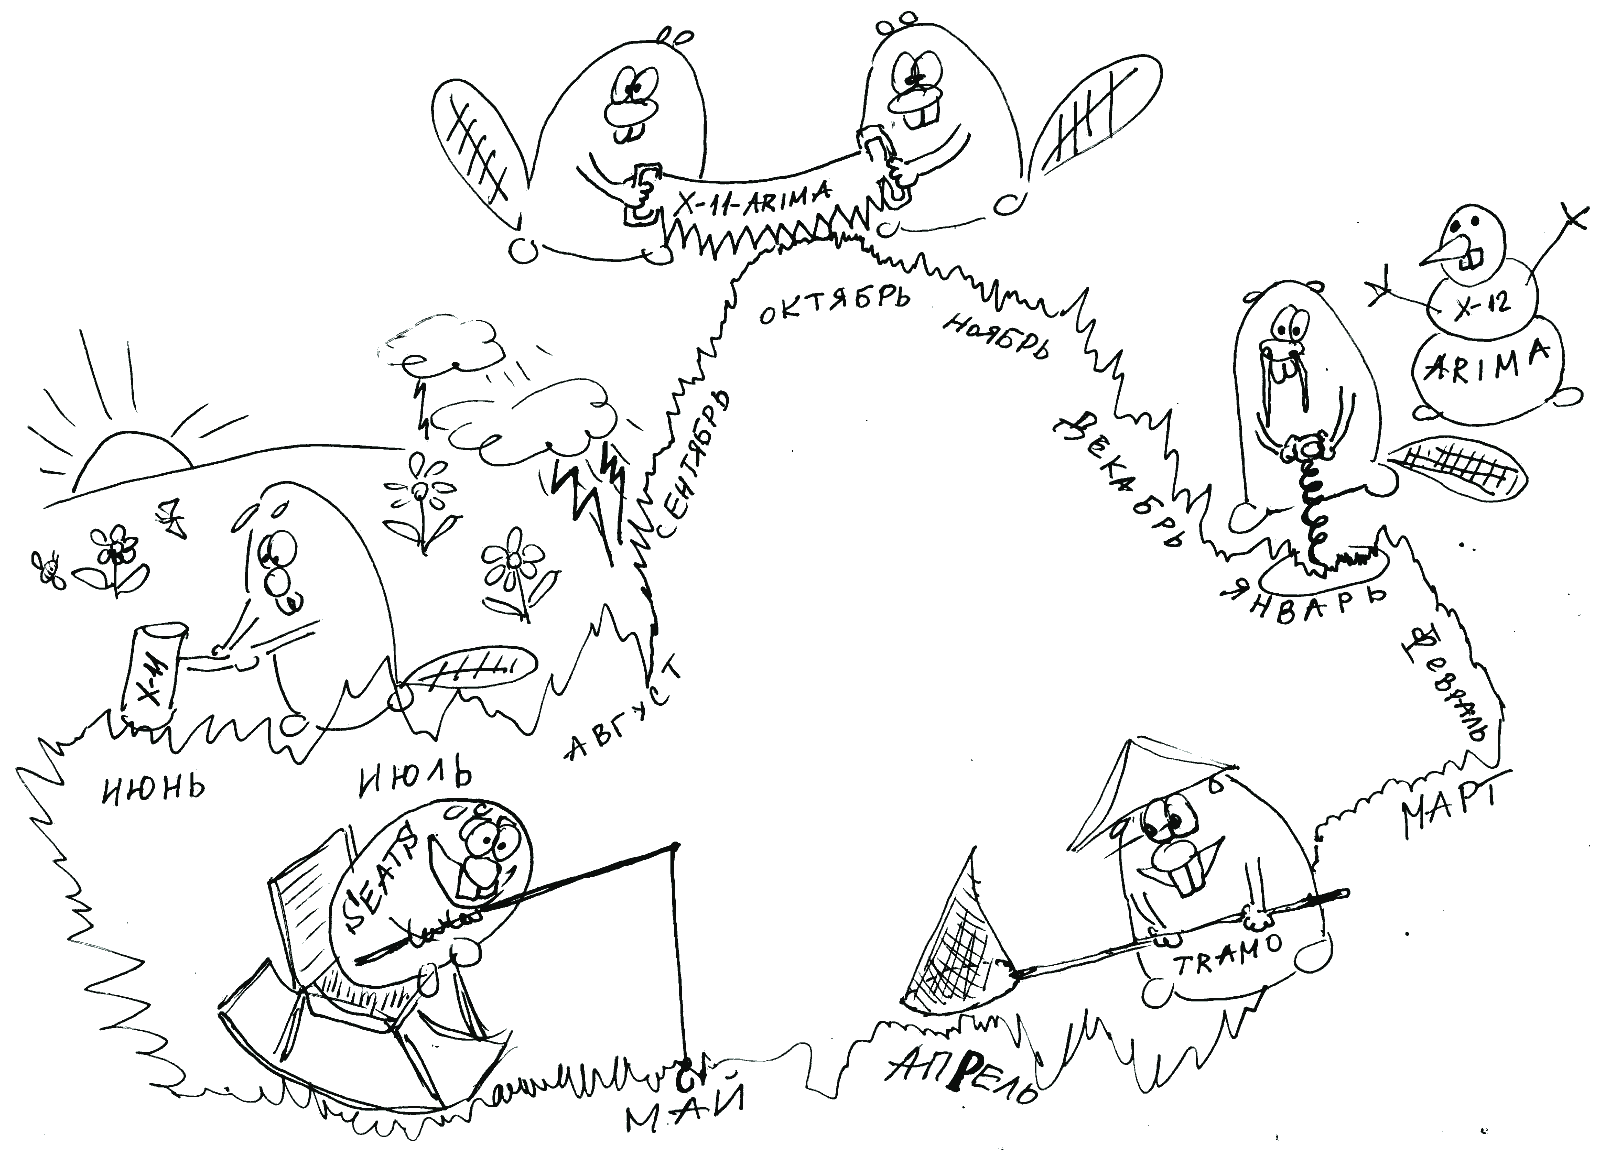 X-11-ARIMA
X-12
ARIMA
ОКТЯБРЬ
НОЯБРЬ
СЕНТЯБРЬ
ДЕКАБРЬ
ЯНВАРЬ
ФЕВРАЛЬ
X-11
АВГУСТ
ИЮНЬ
ИЮЛЬ
МАРТ
SEATS
TRAMO
АПРЕЛЬ
МАЙ